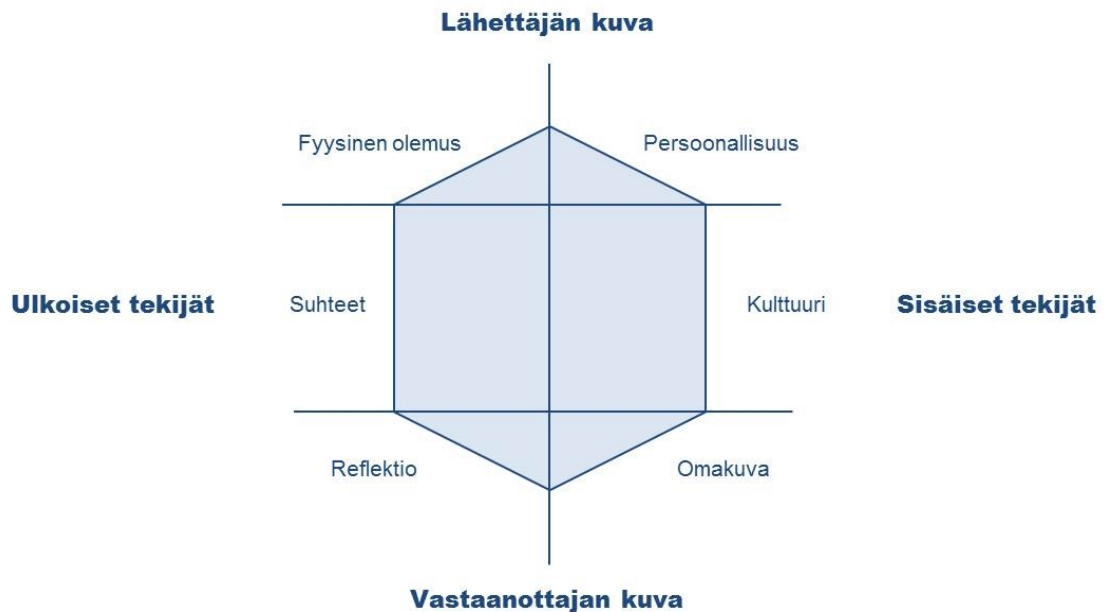 Lähettäjän kuva
Fyysinen olemus
Persoonallisuus
Ulkoiset tekijät
Suhteet
Kulttuuri
Sisäiset tekijät
Reflektio
Omakuva
Vastaanottajan kuva